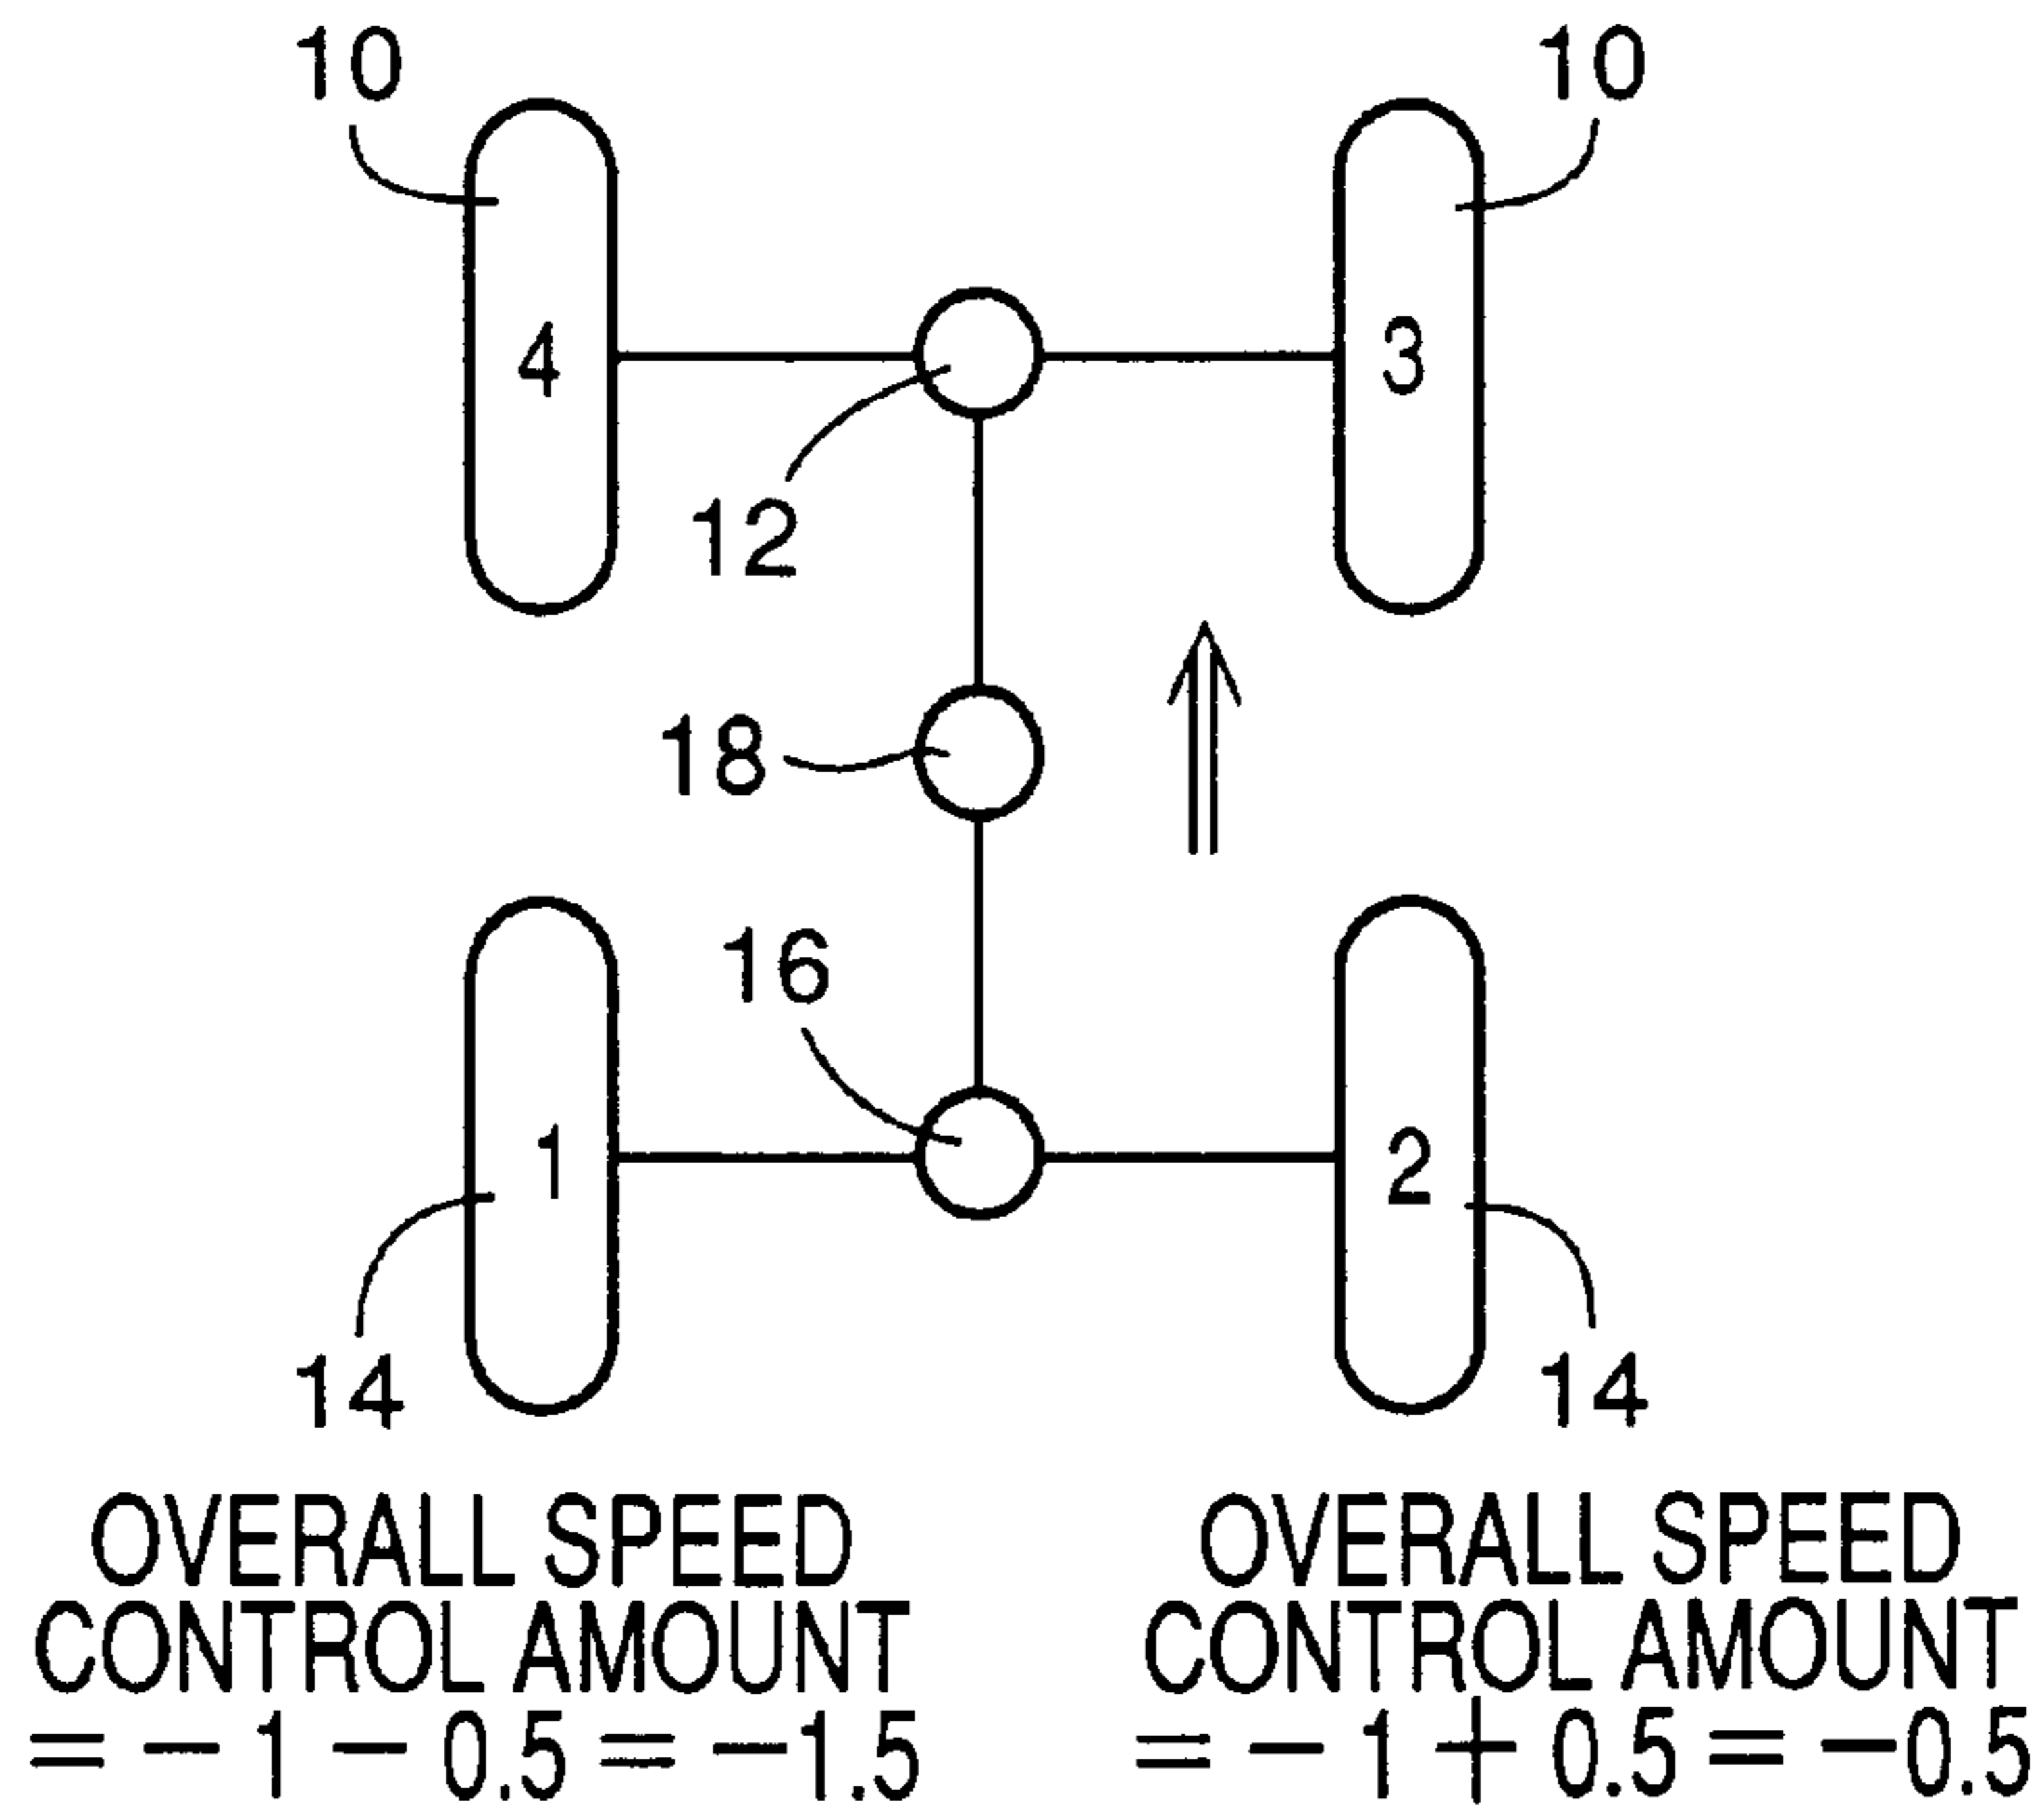 10 10
4 3
12
18
16
1 2
14 14
OVERALL SPEED
CONTROL AMOUNT
= − 1 − 0.5 = −1.5
OVERALL SPEED
CONTROL AMOUNT
= − 1 + 0.5 = −0.5